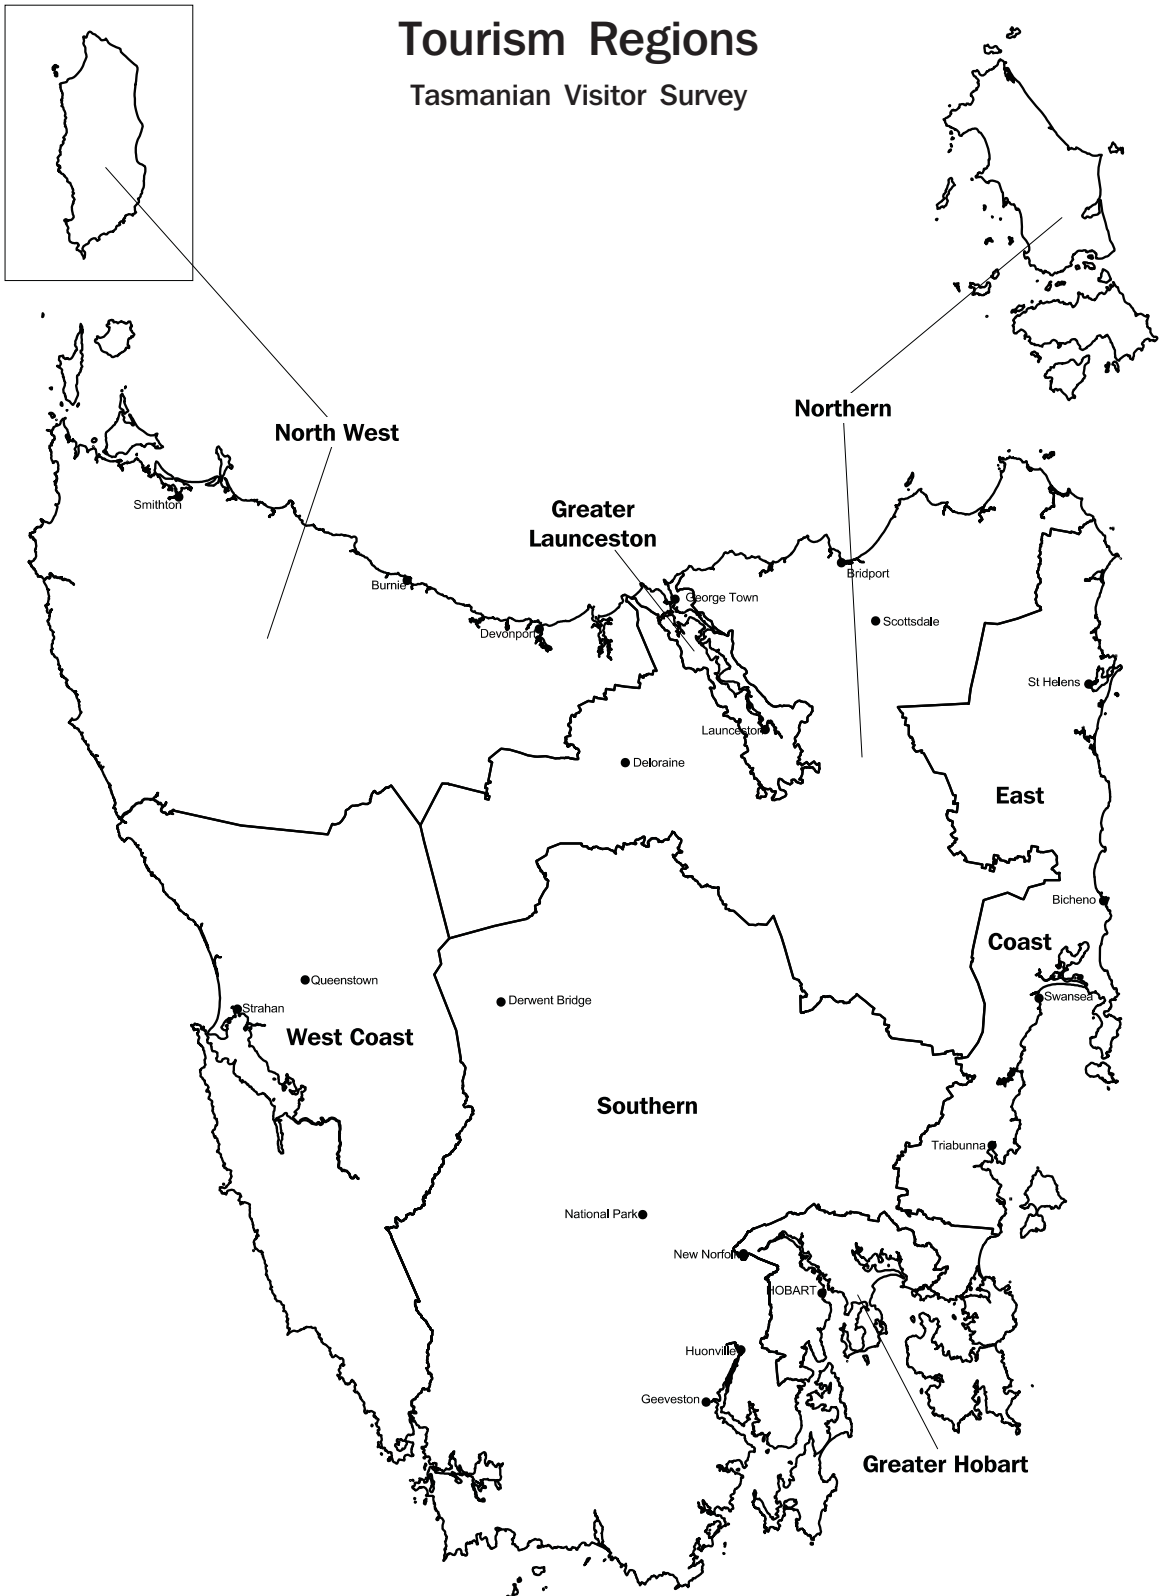 Tourism Regions
Tasmanian Visitor Survey
North West
Northern
Smithton
Greater
Launceston
Burnie
Bridport
George Town
Devonport
Scottsdale
St Helens
Launceston
Deloraine
East
Bicheno
Coast
Queenstown
Derwent Bridge
Swansea
Strahan
West Coast
Southern
Triabunna
National Park
New Norfolk
HOBART
Huonville
Geeveston
Greater Hobart